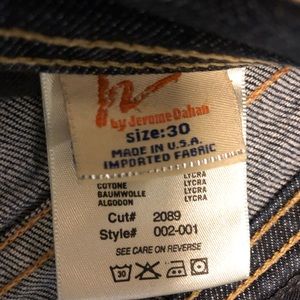 by Jerome Dahan
Size:30
MADE IN U.S.A.
IMPORTED FABRIC
LYCRA
COTONE LYCRA
BAUMWOLLE LYCRA
ALGODON LYCRA
Cut# 2089
Style# 002-001
SEE CARE ON REVERSE
30